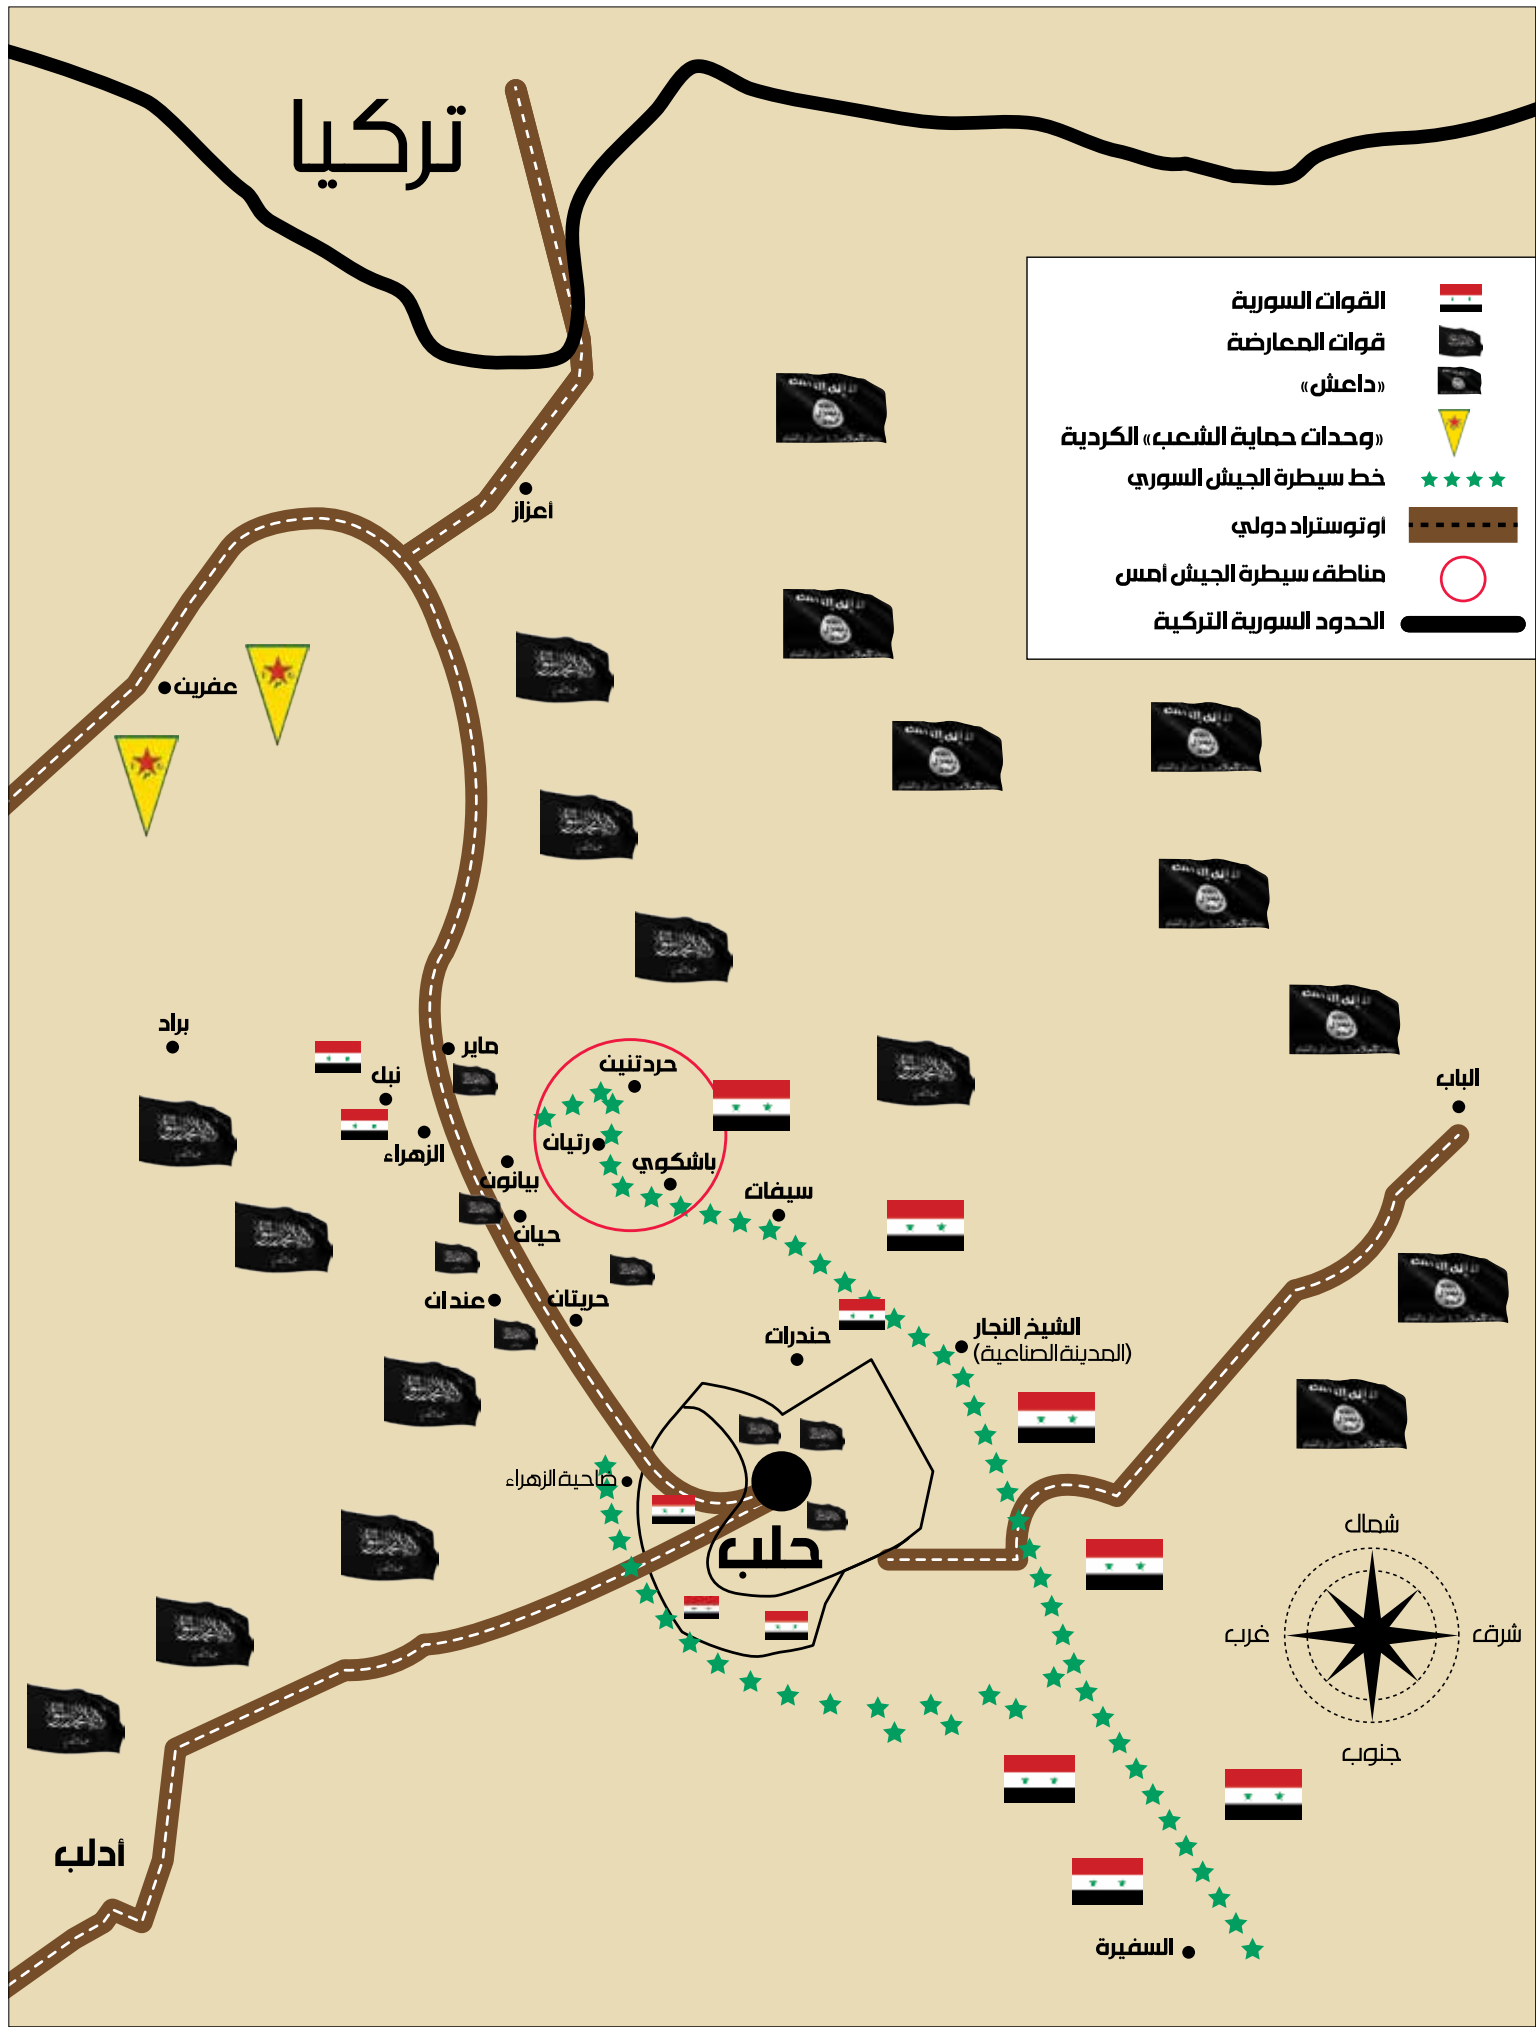 تركيا
القوات السورية
قوات المعارضة
«داعش»
«وحدات حماية الشعب» الكردية
خط سيطرة الجيش السوري
أوتوستراد دولي
مناطق سيطرة الجيش أمس
الحدود السورية التركية
أعزاز
عفرين
براد
نبل
ماير
الزهراء
حردتنين
رتيان
باشكوي
بيانون
حيان
سيفات
الباب
عندان
حريتان
حندرات
الشيخ النجار
(المدينة الصناعية)
ضاحية الزهراء
حلب
شمال
غرب
شرق
جنوب
أدلب
السفيرة